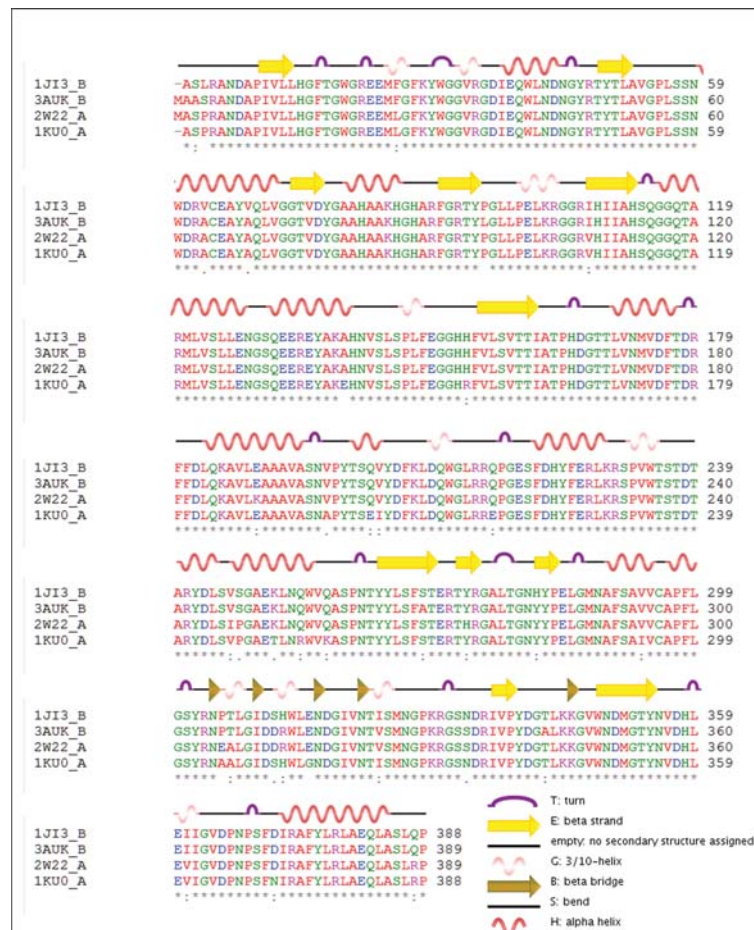 1JI3_B -ASLRANDAPIVLLHGFTGWGREEMFGFKYWGGVRGDIEQWLNDNGYRTYTLAVGPLSSN 59
3AUK_B MAASRANDAPIVLLHGFTGWGREEMFGFKYWGGVRGDIEQWLNDNGYRTYTLAVGPLSSN 60
2W22_A MASPRANDAPIVLLHGFTGWGREEMFGFKYWGGVRGDIEQWLNDNGYRTYTLAVGPLSSN 60
1KU0_A -ASPRANDAPIVLLHGFTGWGREEMLGFKYWGGVRGDIEQWLNDNGYRTYTLAVGPLSSN 59
1JI3_B WDRVCEAYVQLVGGTVDYGAAHAAKHGHARFGRTYPGLLPELKRGGRIHIIAHSQGGQTA 119
3AUK_B WDRACEAYAQLVGGTVDYGAAHAAKHGHARFGRTYLGLLPELKRGGRIHIIAHSQGGQTA 120
2W22_A WDRACEAYAQLVGGTVDYGAAHAAKHGHARFGRTYPGLLPELKRGGRVHIIAHSQGGQTA 120
1KU0_A WDRACEAYAQLVGGTVDYGAAHAAKHGHARFGRTYPGLLPELKRGGRVHIIAHSQGGQTA 119
1JI3_B RMLVSLLENGSQEEREYAKAHNVSLSPLFEGGHHFVLSVTTIATPHDGTTLVNMVDFTDR 179
3AUK_B RMLVSLLENGSQEEREYAKAHNVSLSPLFEGGHHFVLSVTTIATPHDGTTLVNMVDFTDR 180
2W22_A RMLVSLLENGSQEEREYAKAHNVSLSPLFEGGHHFVLSVTTIATPHDGTTLVNMVDFTDR 180
1KU0_A RMLVSLLENGSQEEREYAKEHNVSLSPLFEGGHRFVLSVTTIATPHDGTTLVNMVDFTDR 179
1JI3_B FFDLQKAVLEAAAVASNVPYTSQVYDFKLDQWGLRRQPGESFDHYFERLKRSPVWTSTDT 239
3AUK_B FFDLQKAVLEAAAVASNVPYTSQVYDFKLDQWGLRRQPGESFDHYFERLKRSPVWTSTDT 240
2W22_A FFDLQKAVLKAAAVASNVPYTSQVYDFKLDQWGLRRQPGESFDHYFERLKRSPVWTSTDT 240
1KU0_A FFDLQKAVLEAAAVASNAPYTSEIYDFKLDQWGLRREPGESFDHYFERLKRSPVWTSTDT 239
1JI3_B ARYDLSVSGAEKLNQWVQASPNTYYLSFSTERTYRGALTGNHYPELGMNAFSAVVCAPFL 299
3AUK_B ARYDLSVSGAEKLNQWVQASPNTYYLSFATERTYRGALTGNYYPELGMNAFSAVVCAPFL 300
2W22_A ARYDLSIPGAEKLNQWVQASPNTYYLSFSTERTHRGALTGNYYPELGMNAFSAVVCAPFL 300
1KU0_A ARYDLSVPGAETLNRWVKASPNTYYLSFSTERTYRGALTGNYYPELGMNAFSAIVCAPFL 299
1JI3_B GSYRNPTLGIDSHWLENDGIVNTISMNGPKRGSNDRIVPYDGTLKKGVWNDMGTYNVDHL 359
3AUK_B GSYRNPTLGIDDRWLENDGIVNTVSMNGPKRGSSDRIVPYDGALKKGVWNDMGTYNVDHL 360
2W22_A GSYRNEALGIDDRWLENDGIVNTVSMNGPKRGSSDRIVPYDGTLKKGVWNDMGTYNVDHL 360
1KU0_A GSYRNAALGIDSHWLGNDGIVNTISMNGPKRGSNDRIVPYDGTLKKGVWNDMGTYNVDHL 359
1JI3_B EIIGVDPNPSFDIRAFYLRLAEQLASLQP 388
3AUK_B EIIGVDPNPSFDIRAFYLRLAEQLASLQP 389
2W22_A EVIGVDPNPSFDIRAFYLRLAEQLASLRP 389
1KU0_A EVIGVDPNPSFNIRAFYLRLAEQLASLRP 388
T: turn
E: beta strand
empty: no secondary structure assigned
G: 3/10-helix
B: beta bridge
S: bend
H: alpha helix